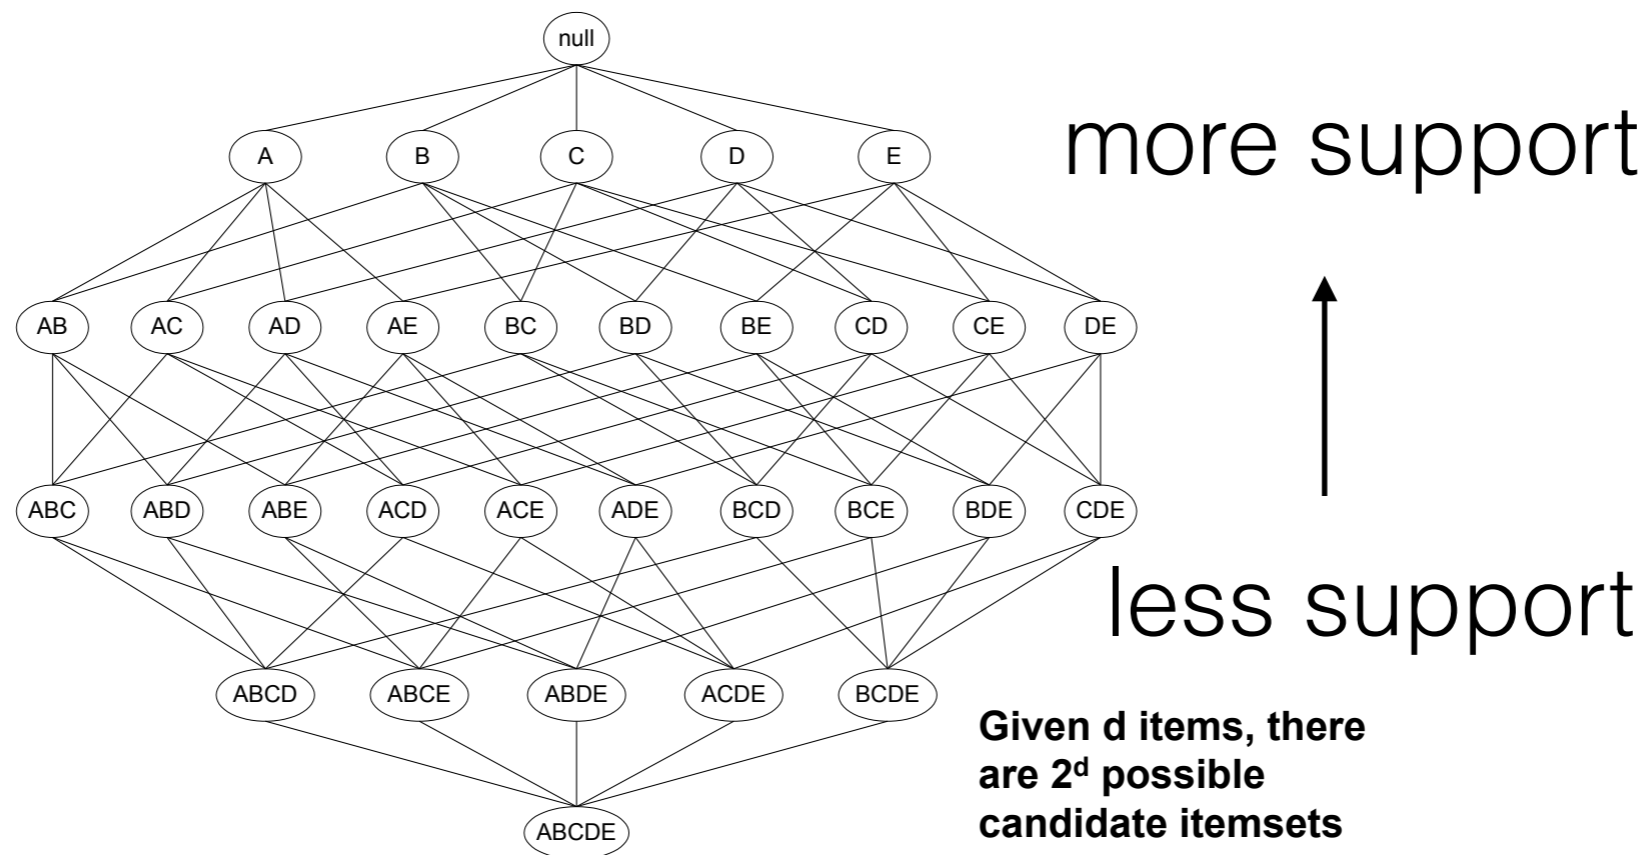 null
A B C D E
more support
AB AC AD AE BC BD BE CD CE DE
ABC ABD ABE ACD ACE ADE BCD BCE BDE CDE
less support
ABCD ABCE ABDE ACDE BCDE
Given d items, there
are 2ᵈ possible
candidate itemsets
ABCDE